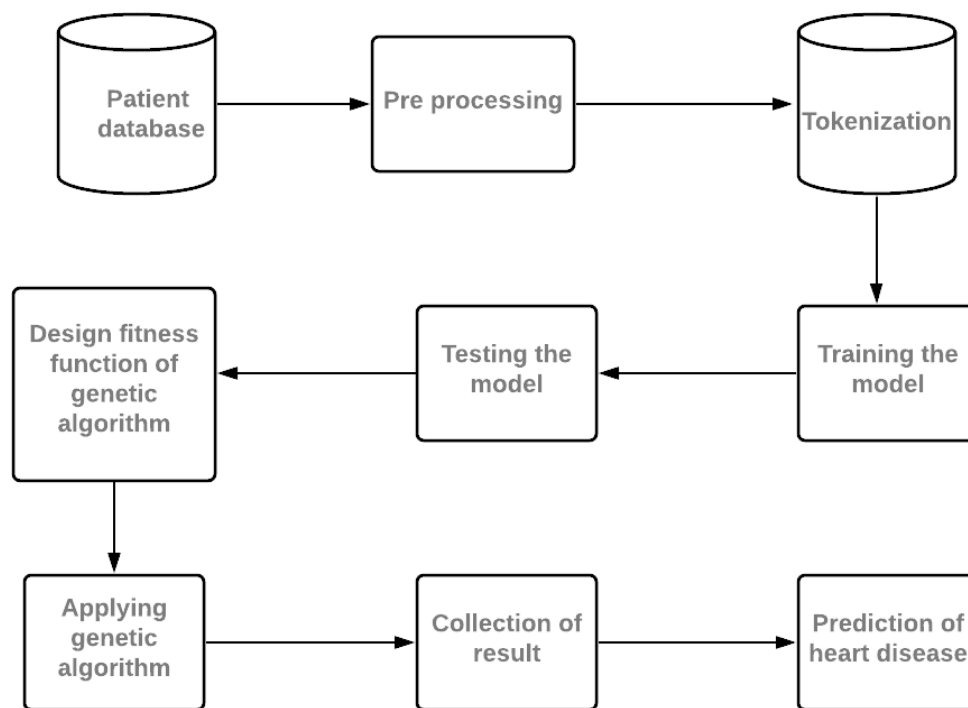 Patient
database
Pre processing
Tokenization
Training the
model
Testing the
model
Design fitness
function of
genetic
algorithm
Applying
genetic
algorithm
Collection of
result
Prediction of
heart disease